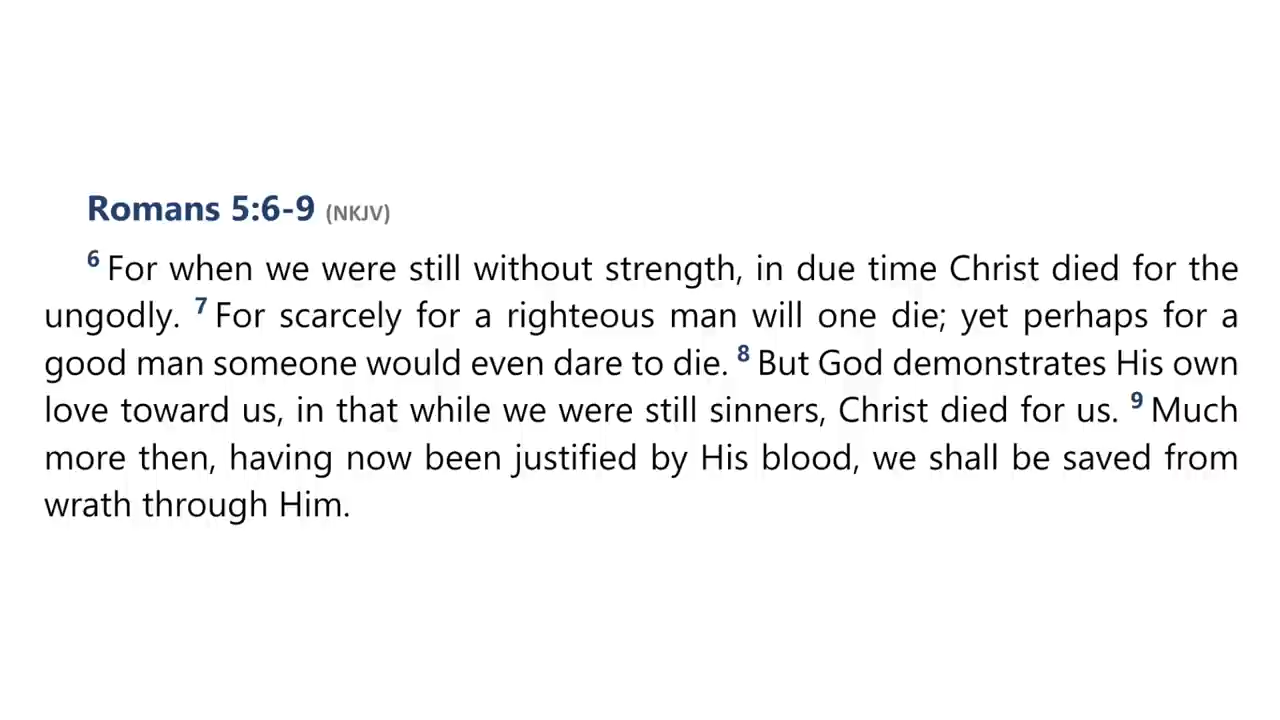 Romans 5:6-9 (NKJV)
6 For when we were still without strength, in due time Christ died for the
ungodly. 7 For scarcely for a righteous man will one die; yet perhaps for a
good man someone would even dare to die. 8 But God demonstrates His own
love toward us, in that while we were still sinners, Christ died for us. 9 Much
more then, having now been justified by His blood, we shall be saved from
wrath through Him.